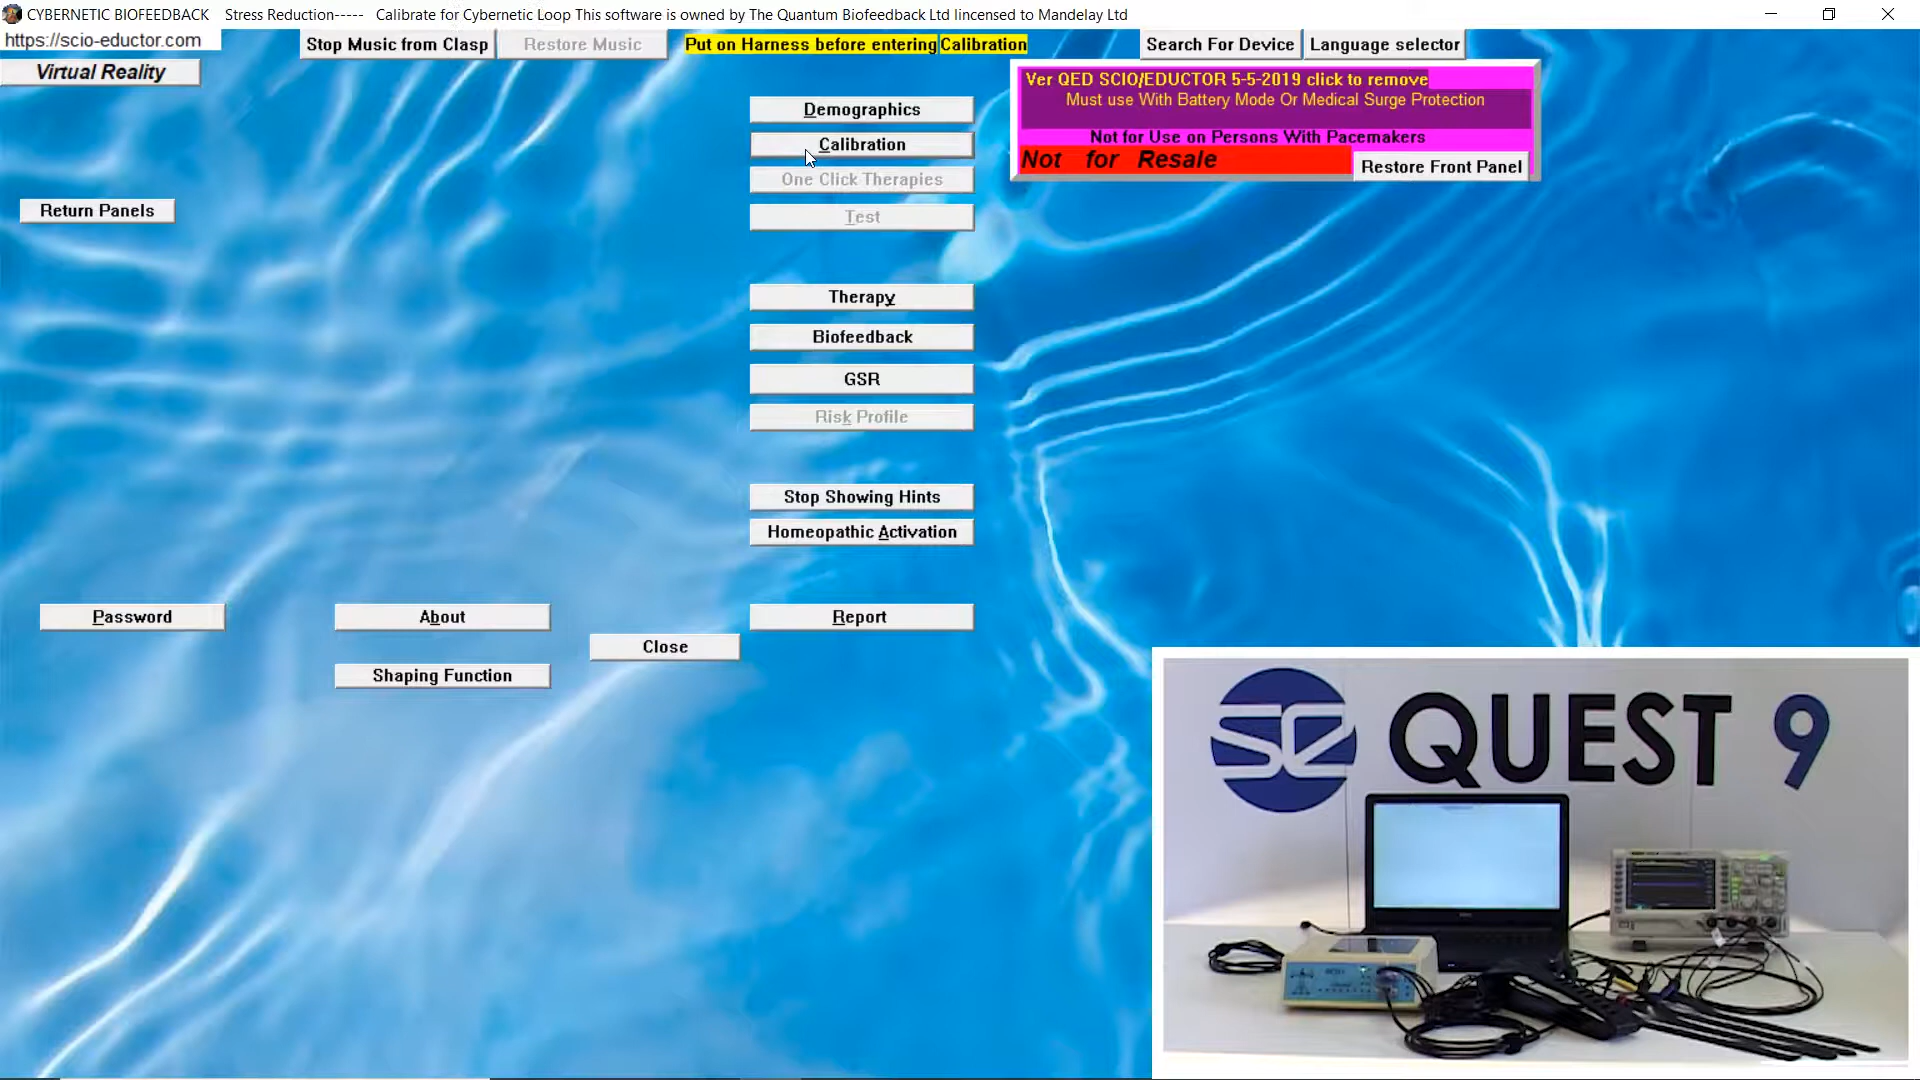 CYBERNETIC BIOFEEDBACK Stress Reduction----- Calibrate for Cybernetic Loop This software is owned by The Quantum Biofeedback Ltd lincensed to Mandelay Ltd
https://scio-eductor.com
Stop Music from Clasp
Restore Music
Put on Harness before entering Calibration
Search For Device
Language selector
Virtual Reality
Ver QED SCIO/EDUCTOR 5-5-2019 click to remove
Must use With Battery Mode Or Medical Surge Protection
Not for Use on Persons With Pacemakers
Not for Resale
Restore Front Panel
Demographics
Calibration
One Click Therapies
Return Panels
Test
Therapy
Biofeedback
GSR
Risk Profile
Stop Showing Hints
Homeopathic Activation
Password
About
Report
Close
Shaping Function
se QUEST 9